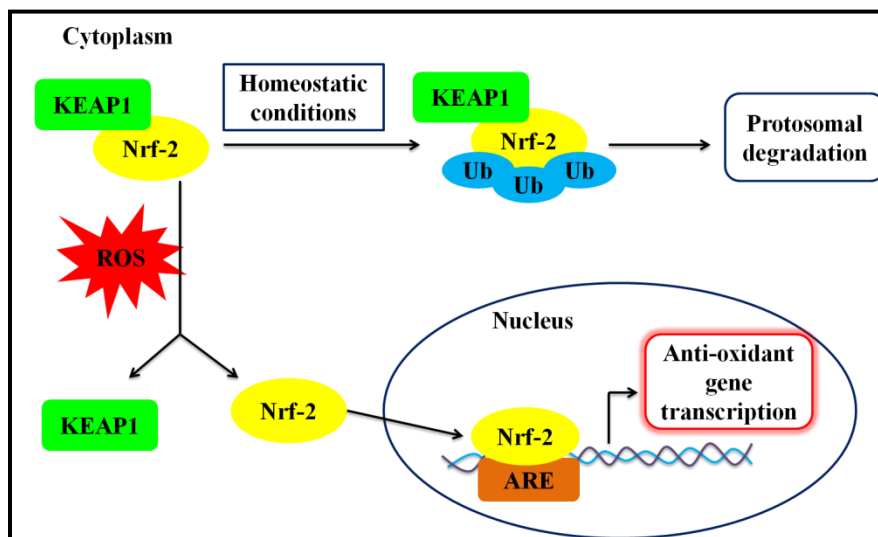 Cytoplasm
KEAP1
Nrf-2
Homeostatic
conditions
KEAP1
Nrf-2
Ub
Ub
Ub
Protosomal
degradation
ROS
KEAP1
Nrf-2
Nucleus
Nrf-2
ARE
Anti-oxidant
gene
transcription